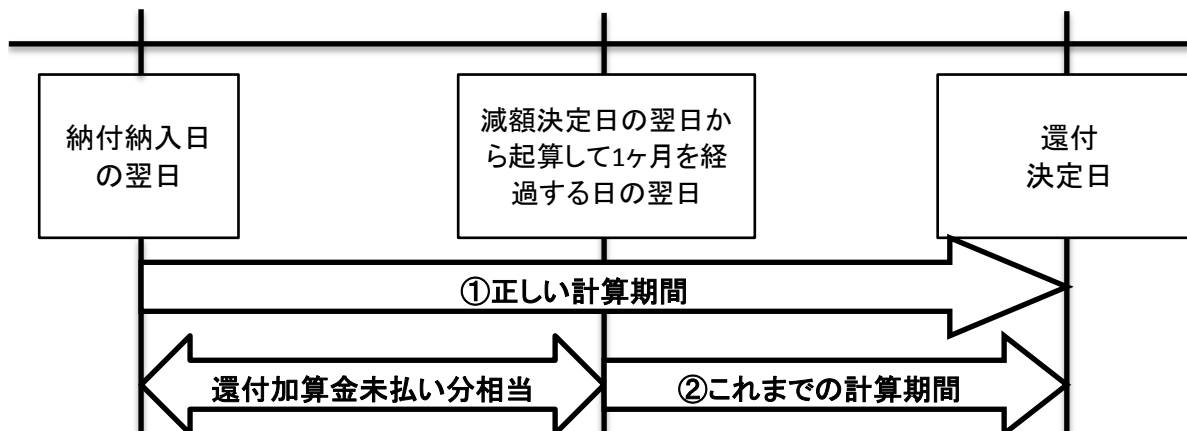 納付納入日
の翌日
減額決定日の翌日か
ら起算して1ヶ月を経
過する日の翌日
還付
決定日
①正しい計算期間
還付加算金未払い分相当
②これまでの計算期間